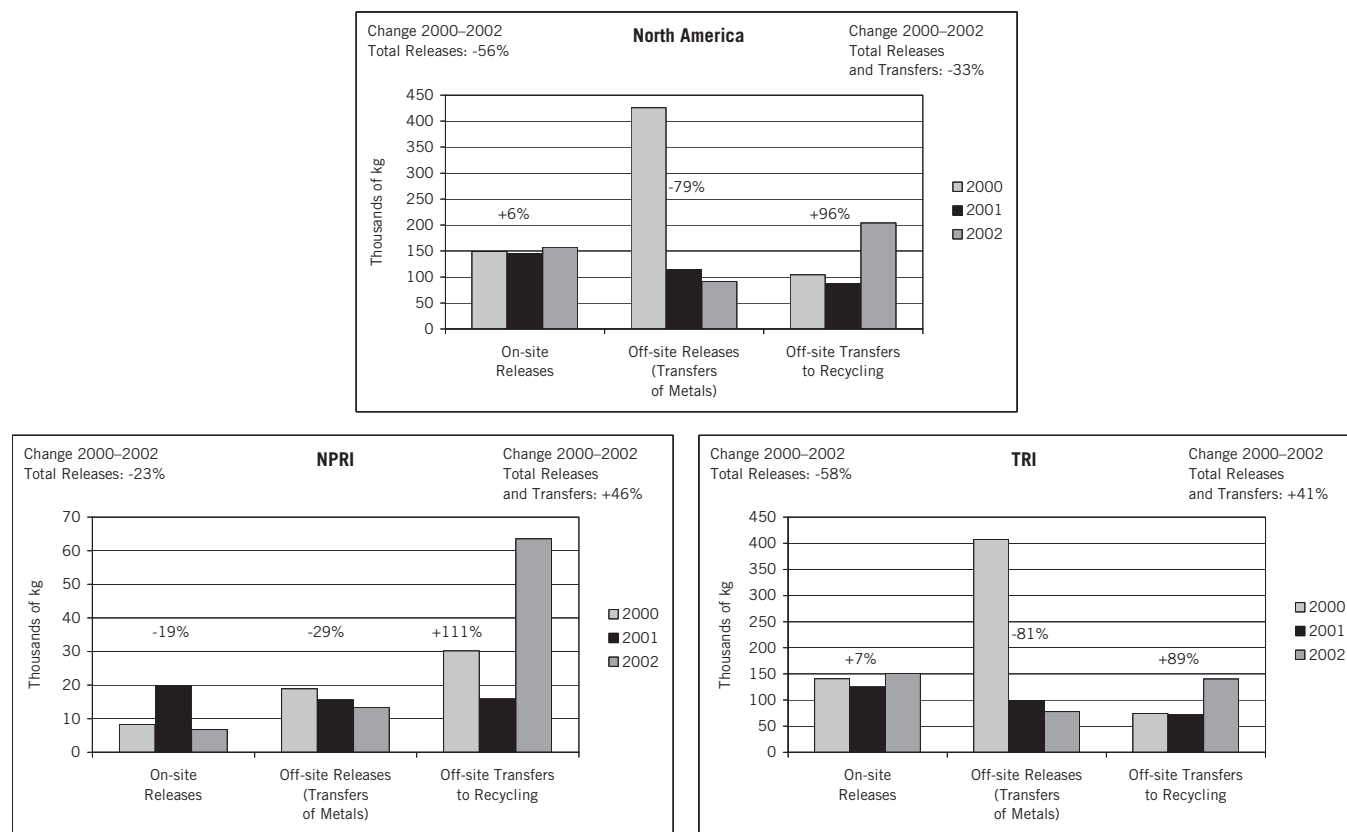 North America
Change 2000–2002
Total Releases: -56%
Change 2000–2002
Total Releases
and Transfers: -33%
Thousands of kg
450
400
350
300
250
200
150
100
50
0
+6%
-79%
+96%
On-site
Releases
Off-site Releases
(Transfers
of Metals)
Off-site Transfers
to Recycling
2000
2001
2002
NPRI
Change 2000–2002
Total Releases: -23%
Change 2000–2002
Total Releases
and Transfers: +46%
Thousands of kg
70
60
50
40
30
20
10
0
-19%
-29%
+111%
On-site
Releases
Off-site Releases
(Transfers
of Metals)
Off-site Transfers
to Recycling
2000
2001
2002
TRI
Change 2000–2002
Total Releases: -58%
Change 2000–2002
Total Releases
and Transfers: +41%
Thousands of kg
450
400
350
300
250
200
150
100
50
0
+7%
-81%
+89%
On-site
Releases
Off-site Releases
(Transfers
of Metals)
Off-site Transfers
to Recycling
2000
2001
2002